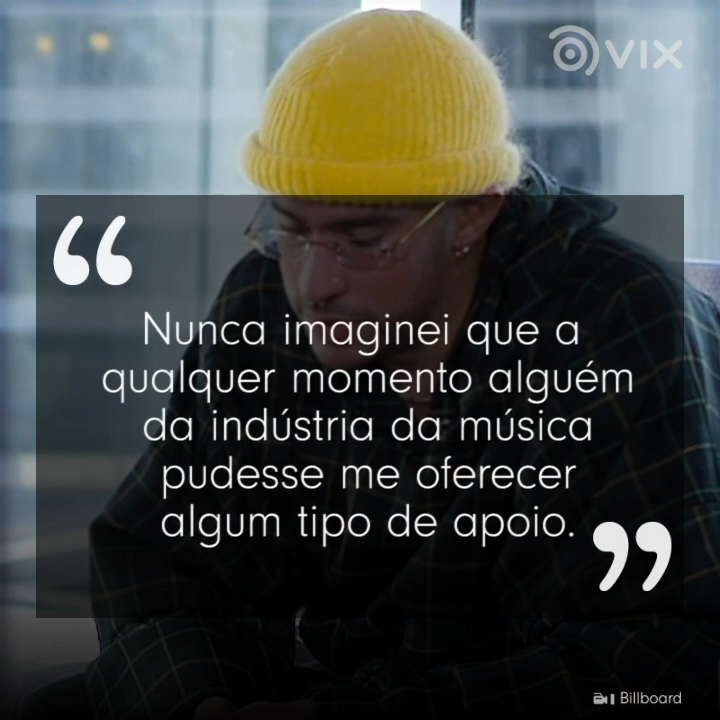 VIX
“
Nunca imaginei que a
qualquer momento alguém
da indústria da música
pudesse me oferecer
algum tipo de apoio.
”
Billboard